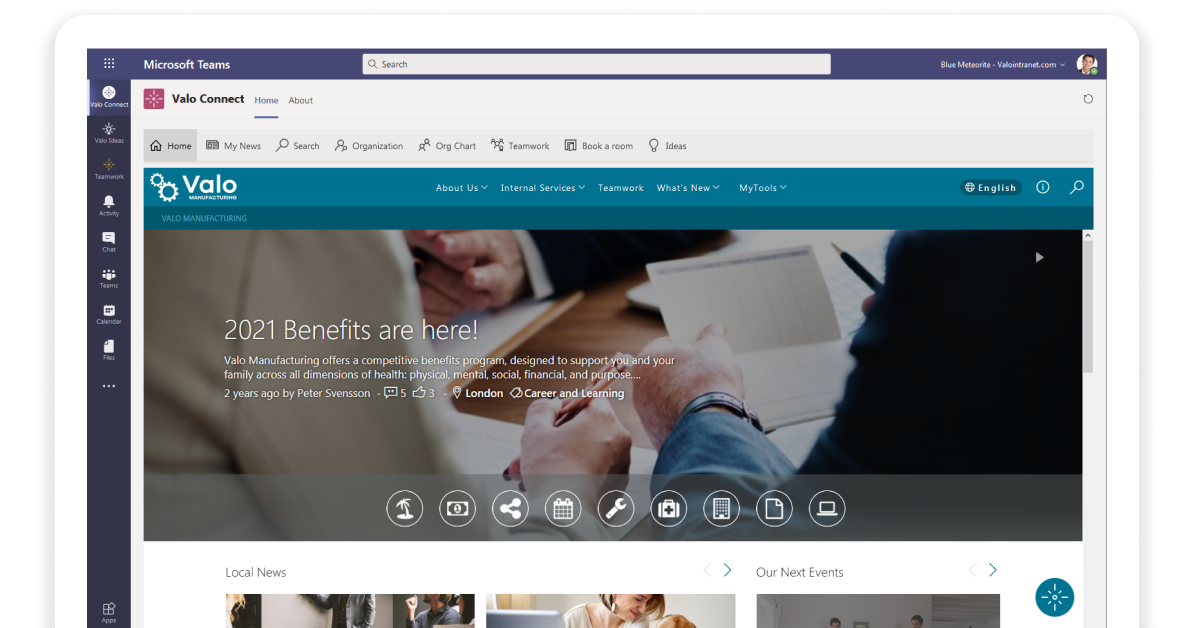 Microsoft Teams
Search
Blue Meteorite - Valointranet.com
Valo Connect
Valo Ideas
Teamwork
Activity
Chat
Teams
Calendar
Files
Apps
Valo Connect Home About
Home My News Search Organization Org Chart Teamwork Book a room Ideas
Valo
MANUFACTURING
About Us Internal Services Teamwork What's New MyTools English
VALO MANUFACTURING
2021 Benefits are here!
Valo Manufacturing offers a competitive benefits program, designed to support you and your
family across all dimensions of health: physical, mental, social, financial, and purpose....
2 years ago by Peter Svensson - 5 3 - London Career and Learning
Local News
Our Next Events